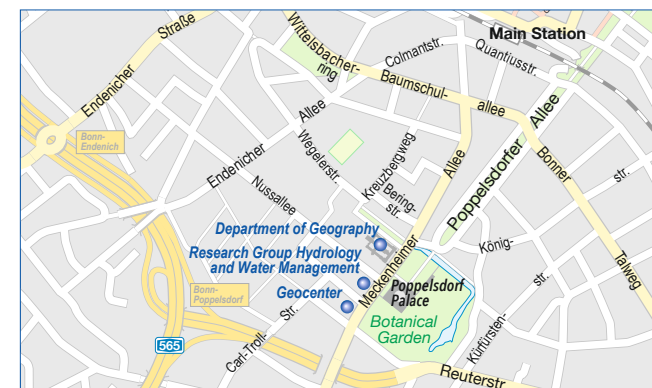 Straße
Endenicher
Wittelsbacher-
ring
Main Station
Colmantstr.
Quantiusstr.
Baumschul-
allee
Allee
Endenicher
Allee
Poppelsdorfer
Bonner
Talweg
Bonn-
Endenich
Wegelerstr.
Kreuzbergweg
Bering-
str.
Allee
Meckenheimer
str.
Nussallee
Department of Geography
Research Group Hydrology
and Water Management
Geocenter
König-
str.
Poppelsdorf
Palace
Botanical
Garden
Kürfürsten-
Bonn-
Poppelsdorf
565
Carl-Troll-
Str.
Reuterstr.